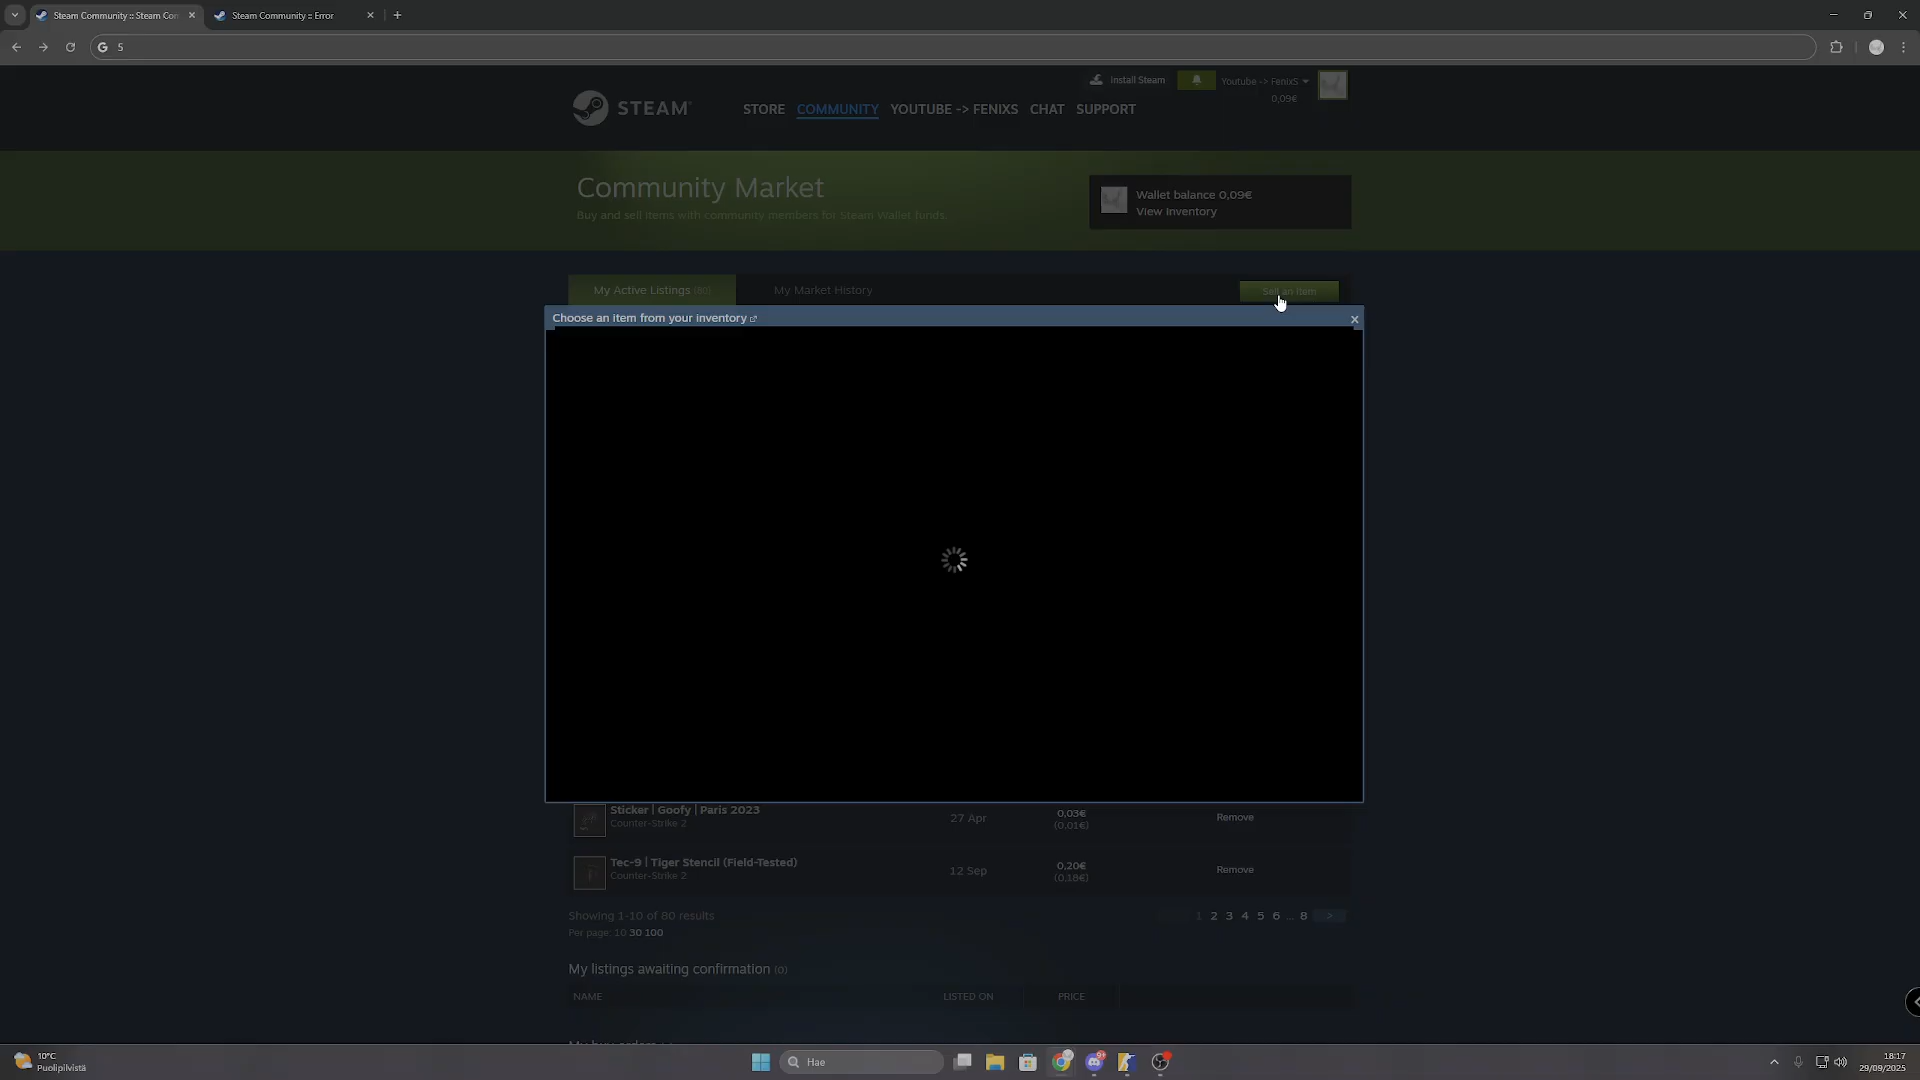 Steam Community :: Steam Con
Steam Community :: Error
5
Install Steam
Youtube -> FenixS
0,09€
STEAM
STORE COMMUNITY YOUTUBE -> FENIXS CHAT SUPPORT
Community Market
Buy and sell items with community members for Steam Wallet funds.
Wallet balance 0,09€
View Inventory
My Active Listings (80)
My Market History
Sell an item
Choose an item from your inventory
Sticker | Goofy | Paris 2023
Counter-Strike 2
27 Apr
0,03€
(0,01€)
Remove
Tec-9 | Tiger Stencil (Field-Tested)
Counter-Strike 2
12 Sep
0,20€
(0,18€)
Remove
Showing 1-10 of 80 results
1 2 3 4 5 6 ... 8 >
Per page: 10 30 100
My listings awaiting confirmation (0)
NAME
LISTED ON
PRICE
10°C
Puolipilvistä
Hae
18:17
29/09/2025